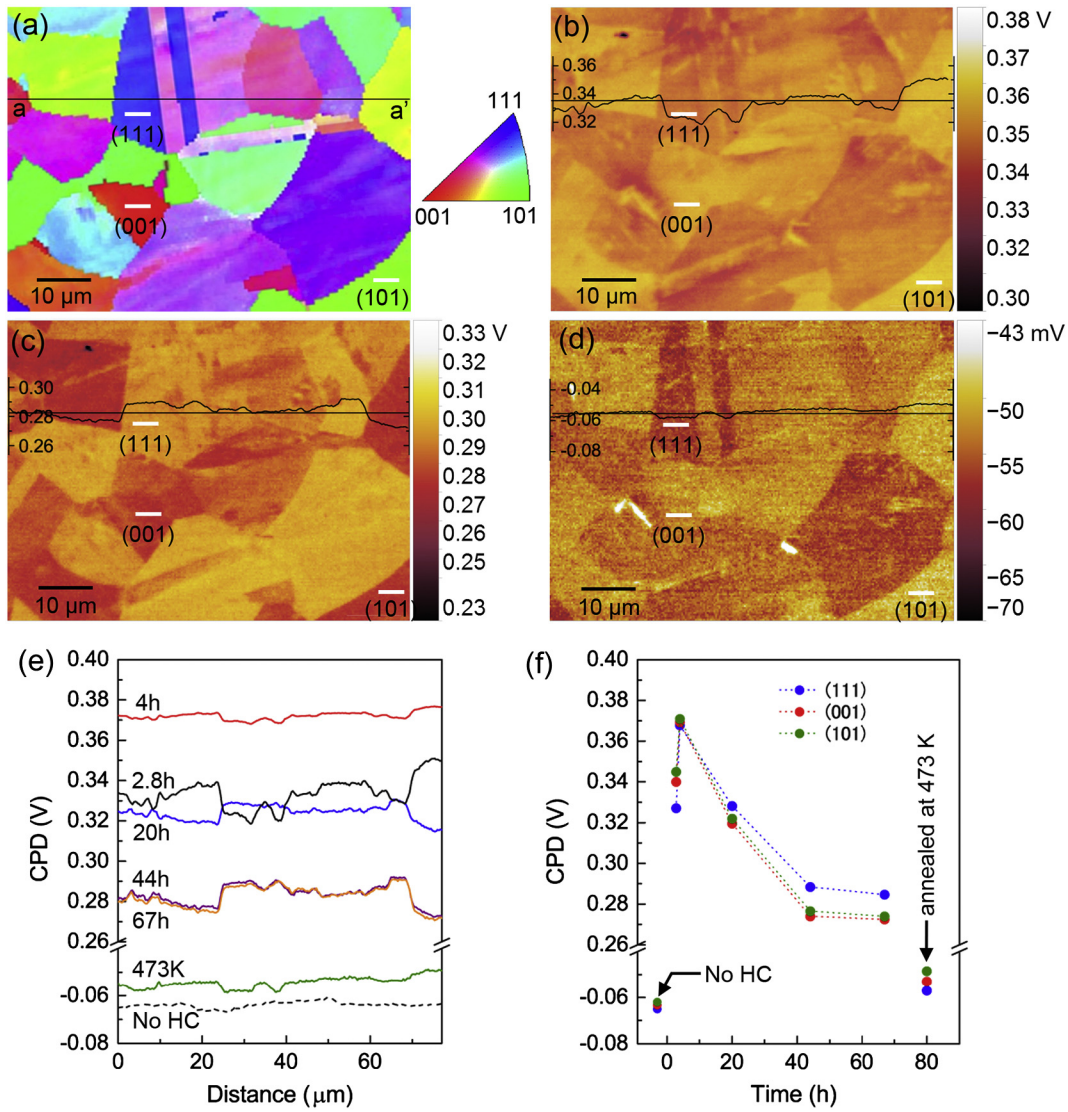 (a)
a
a'
(111)
(001)
(101)
10 μm
111
001
101
(b)
0.36
0.34
0.32
(111)
(001)
(101)
10 μm
0.38 V
0.37
0.36
0.35
0.34
0.33
0.32
0.30
(c)
0.30
0.28
0.26
(111)
(001)
(101)
10 μm
0.33 V
0.32
0.31
0.30
0.29
0.28
0.27
0.26
0.25
0.23
(d)
-0.04
-0.06
-0.08
(111)
(001)
(101)
10 μm
−43 mV
−50
−55
−60
−65
−70
(e)
CPD (V)
0.40
0.38
0.36
0.34
0.32
0.30
0.28
0.26
-0.06
-0.08
4h
2.8h
20h
44h
67h
473K
No HC
0 20 40 60
Distance (μm)
(f)
CPD (V)
0.40
0.38
0.36
0.34
0.32
0.30
0.28
0.26
-0.06
-0.08
(111)
(001)
(101)
No HC
annealed at 473 K
0 20 40 60 80
Time (h)